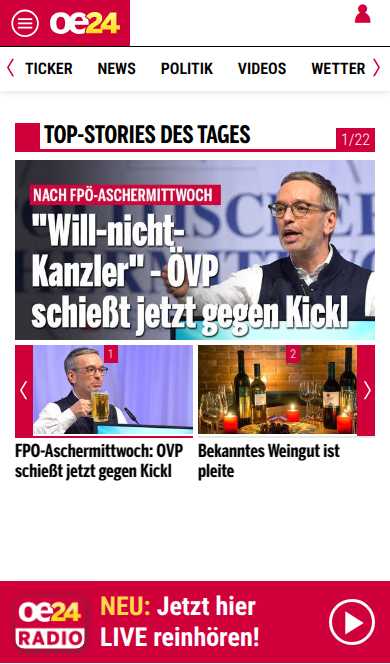 oe24
TICKER NEWS POLITIK VIDEOS WETTER
TOP-STORIES DES TAGES
1/22
NACH FPÖ-ASCHERMITTWOCH
"Will-nicht-
Kanzler" - ÖVP
schießt jetzt gegen Kickl
1
2
FPÖ-Aschermittwoch: ÖVP
schießt jetzt gegen Kickl
Bekanntes Weingut ist
pleite
oe24
RADIO
NEU: Jetzt hier
LIVE reinhören!